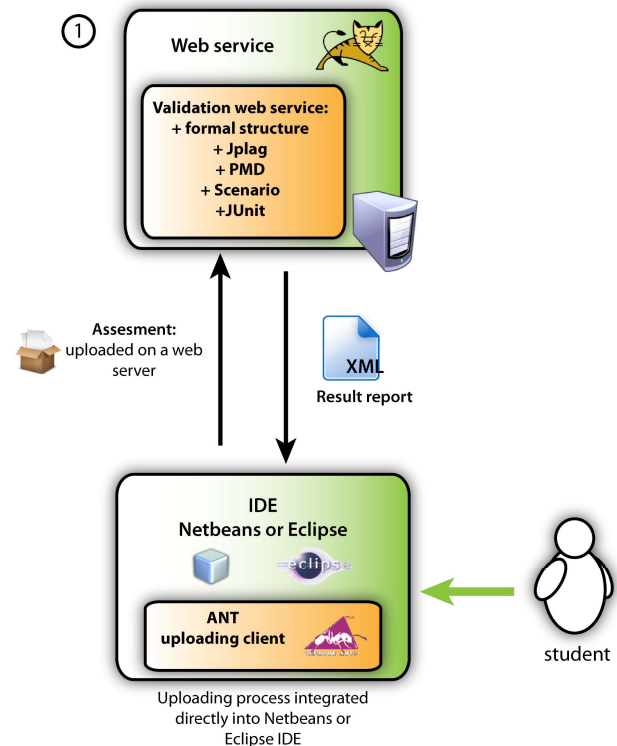 1
Web service
Validation web service:
+ formal structure
+ Jplag
+ PMD
+ Scenario
+JUnit
Assesment:
uploaded on a web
server
XML
Result report
IDE
Netbeans or Eclipse
eclipse
ANT
uploading client
student
Uploading process integrated
directly into Netbeans or
Eclipse IDE